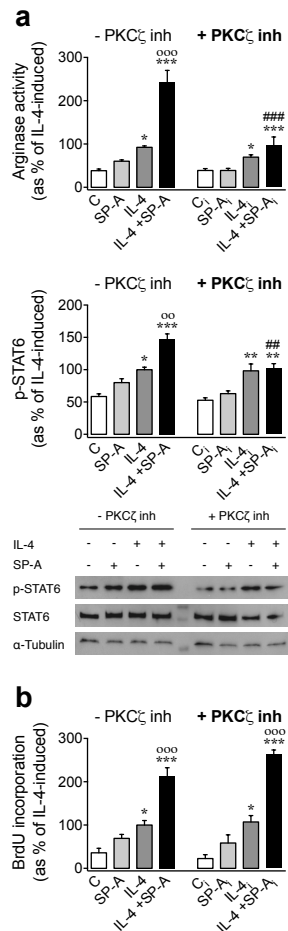 a
- PKCζ inh + PKCζ inh
Arginase activity
(as % of IL-4-induced)
300
200
100
0
ooo
***
*
###
***
*
C SP-A IL-4 IL-4 +SP-A Ci SP-Ai IL-4i IL-4 +SP-Ai
- PKCζ inh + PKCζ inh
p-STAT6
(as % of IL-4-induced)
200
150
100
50
0
oo
***
*
##
** **
C SP-A IL-4 IL-4 +SP-A Ci SP-Ai IL-4i IL-4 +SP-Ai
- PKCζ inh + PKCζ inh
IL-4 - - + + - - + +
SP-A - + - + - + - +
p-STAT6
STAT6
α-Tubulin
b
- PKCζ inh + PKCζ inh
BrdU incorporation
(as % of IL-4-induced)
300
200
100
0
ooo
***
*
ooo
***
*
C SP-A IL-4 IL-4 +SP-A Ci SP-Ai IL-4i IL-4 +SP-Ai